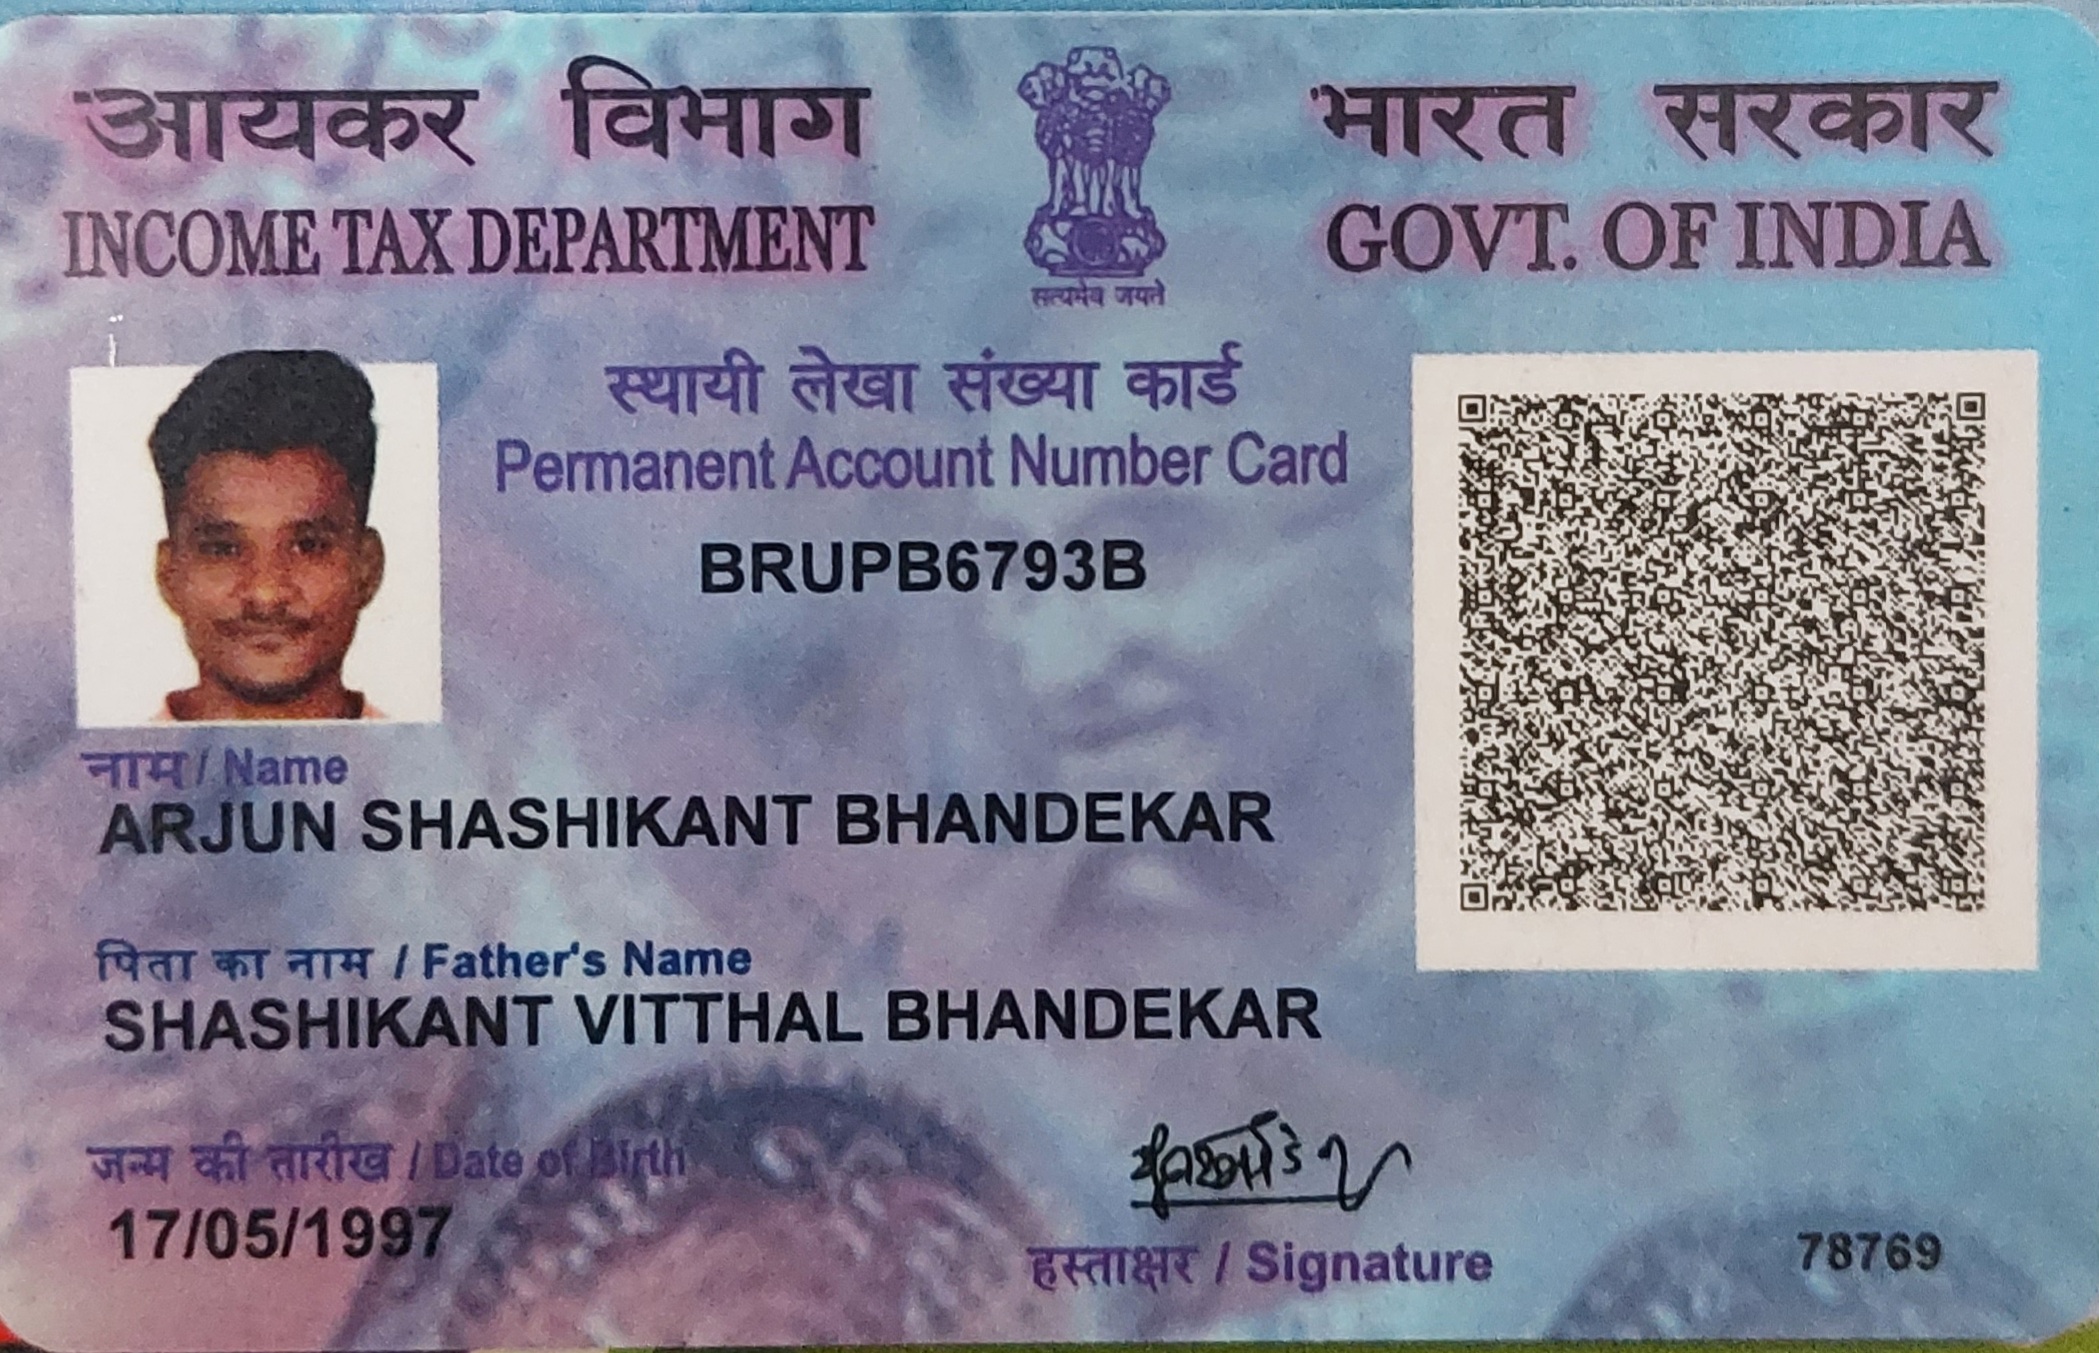 आयकर विभाग
INCOME TAX DEPARTMENT
सत्यमेव जयते
भारत सरकार
GOVT. OF INDIA
स्थायी लेखा संख्या कार्ड
Permanent Account Number Card
BRUPB6793B
नाम / Name
ARJUN SHASHIKANT BHANDEKAR
पिता का नाम / Father's Name
SHASHIKANT VITTHAL BHANDEKAR
जन्म की तारीख / Date of Birth
17/05/1997
हस्ताक्षर / Signature
78769